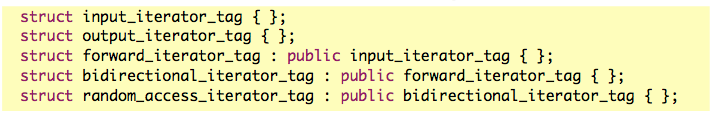 struct input_iterator_tag { };
struct output_iterator_tag { };
struct forward_iterator_tag : public input_iterator_tag { };
struct bidirectional_iterator_tag : public forward_iterator_tag { };
struct random_access_iterator_tag : public bidirectional_iterator_tag { };